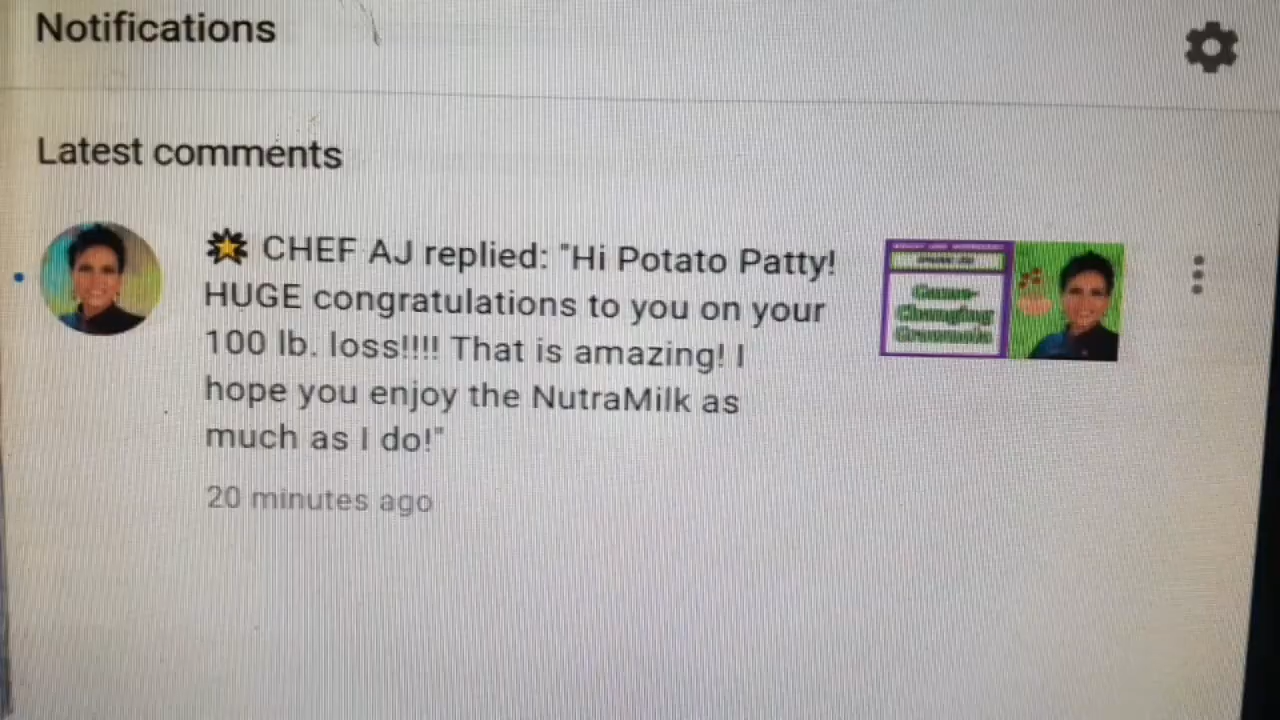 Notifications
Latest comments
CHEF AJ replied: "Hi Potato Patty!
HUGE congratulations to you on your
100 lb. loss!!!! That is amazing! I
hope you enjoy the NutraMilk as
much as I do!"
20 minutes ago